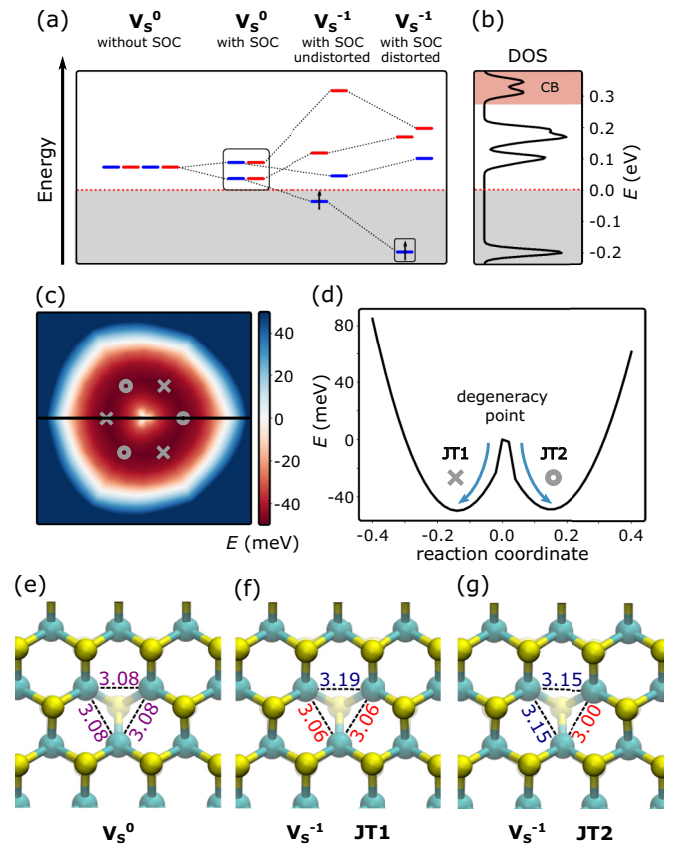 (a)
V_S^0
without SOC
V_S^0
with SOC
V_S^-1
with SOC
undistorted
V_S^-1
with SOC
distorted
Energy
(b)
DOS
CB
0.3
0.2
0.1
0.0
-0.1
-0.2
E (eV)
(c)
40
20
0
-20
-40
E (meV)
(d)
80
40
0
-40
E (meV)
degeneracy
point
JT1
JT2
-0.4
-0.2
0.0
0.2
0.4
reaction coordinate
(e)
3.08
3.08
3.08
V_S^0
(f)
3.19
3.06
3.06
V_S^-1 JT1
(g)
3.15
3.15
3.00
V_S^-1 JT2